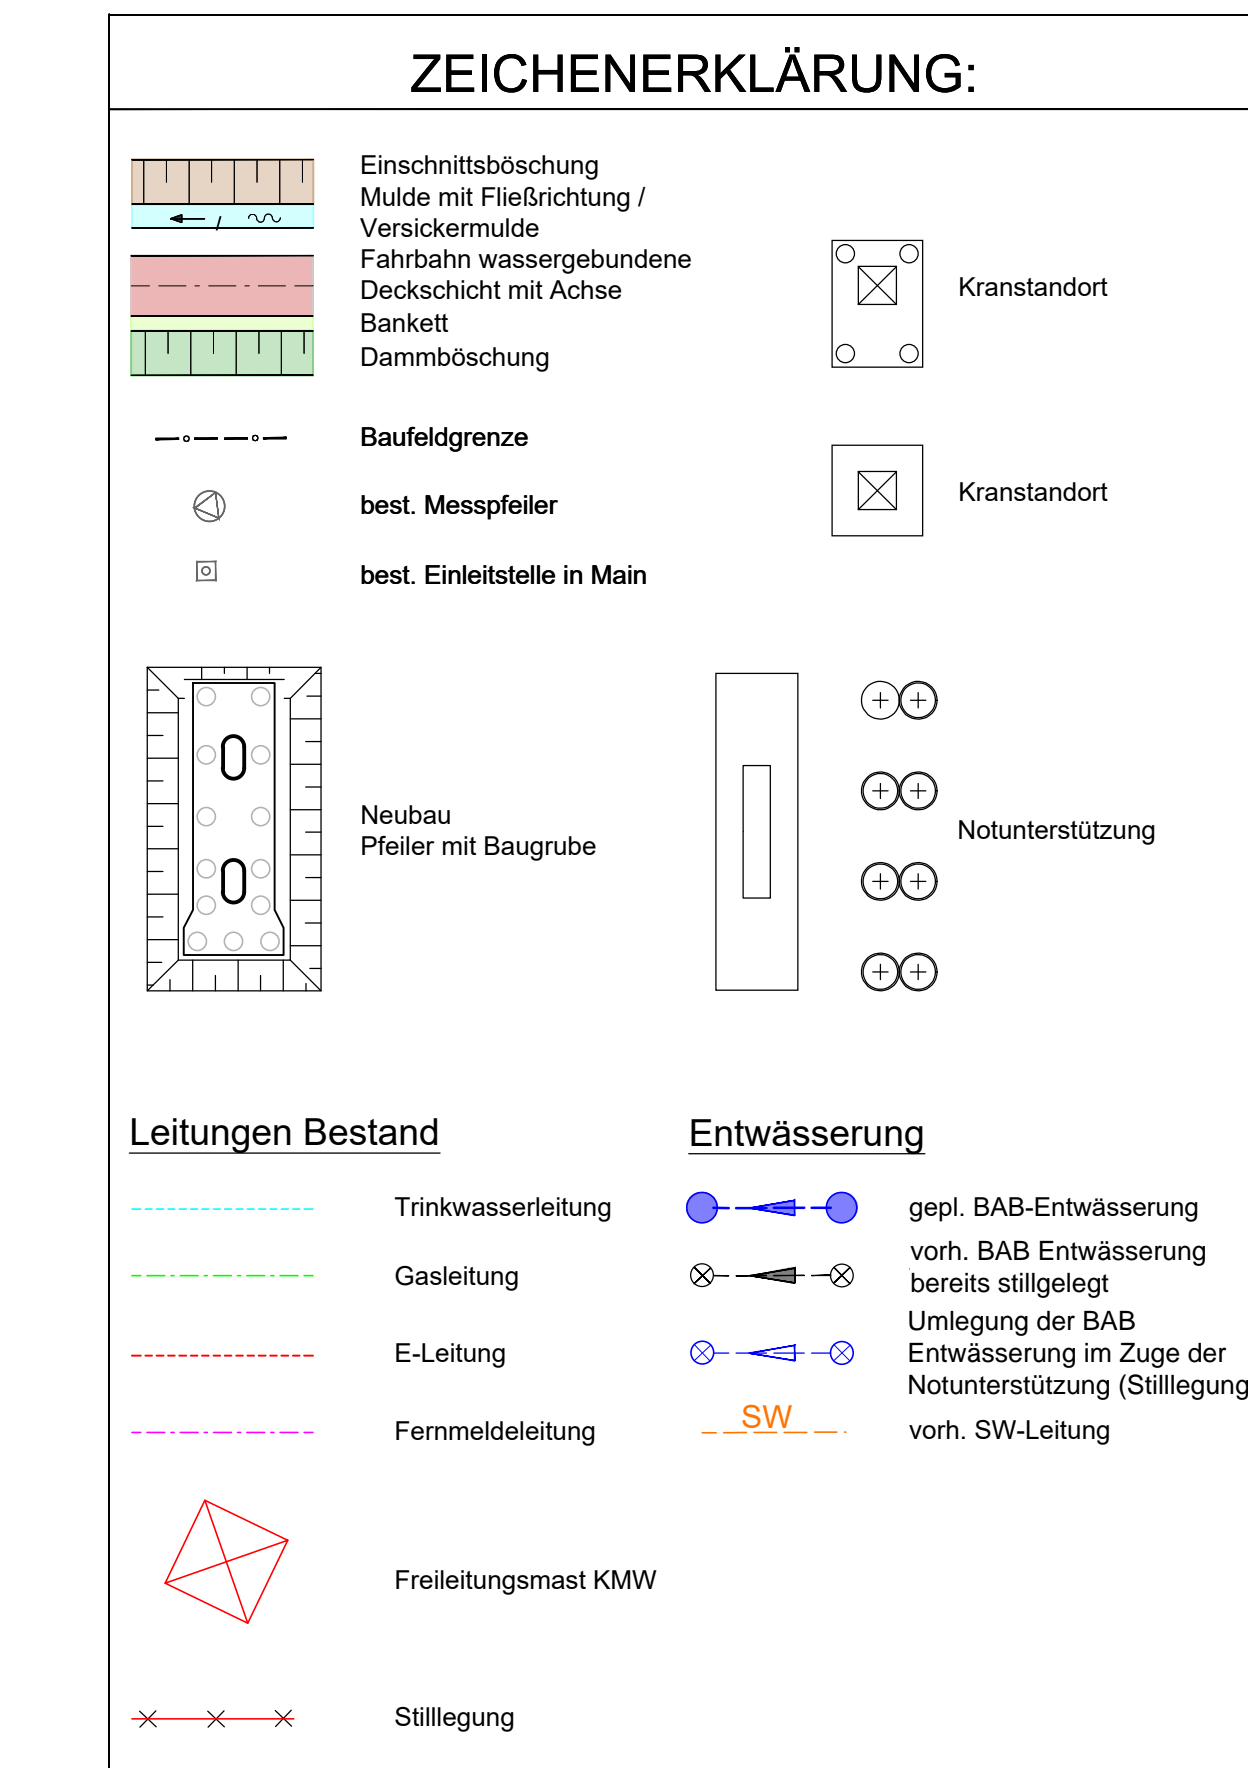 ZEICHENERKLÄRUNG:
Einschnittsböschung
Mulde mit Fließrichtung /
Versickermulde
Fahrbahn wassergebundene
Deckschicht mit Achse
Bankett
Dammböschung
Kranstandort
Baufeldgrenze
best. Messpfeiler
Kranstandort
best. Einleitstelle in Main
Neubau
Pfeiler mit Baugrube
Notunterstützung
Leitungen Bestand
Trinkwasserleitung
Gasleitung
E-Leitung
Fernmeldeleitung
Freileitungsmast KMW
Stilllegung
Entwässerung
gepl. BAB-Entwässerung
vorh. BAB Entwässerung
bereits stillgelegt
Umlegung der BAB
Entwässerung im Zuge der
Notunterstützung (Stilllegung
SW
vorh. SW-Leitung